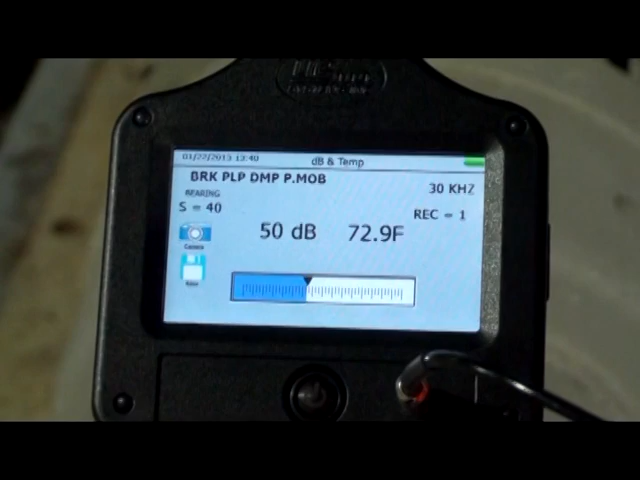 01/22/2013 13:40
dB & Temp
BRK PLP DMP P.MOB
30 KHZ
BEARING
S = 40
REC = 1
50 dB
72.9F
Camera